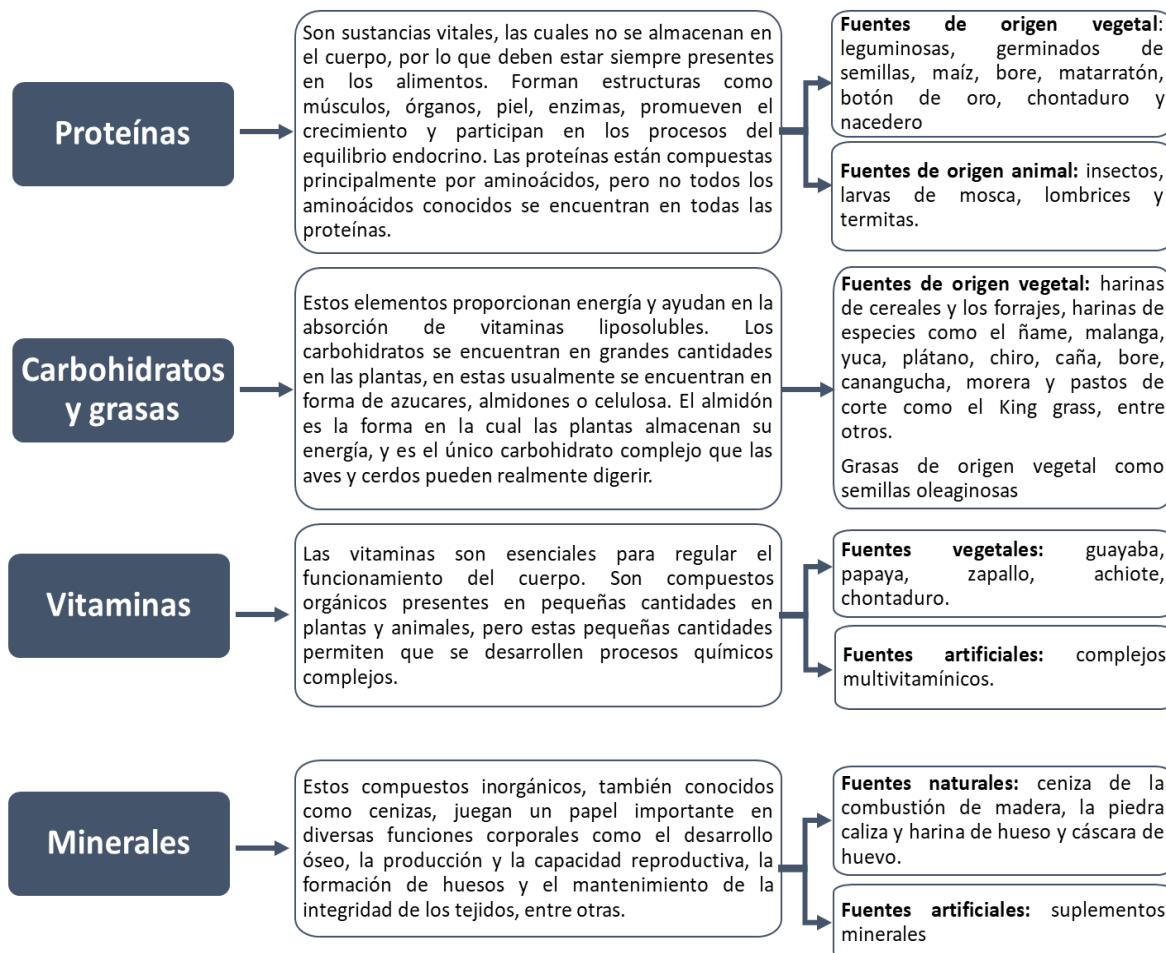 Proteínas
Son sustancias vitales, las cuales no se almacenan en
el cuerpo, por lo que deben estar siempre presentes
en los alimentos. Forman estructuras como
músculos, órganos, piel, enzimas, promueven el
crecimiento y participan en los procesos del
equilibrio endocrino. Las proteínas están compuestas
principalmente por aminoácidos, pero no todos los
aminoácidos conocidos se encuentran en todas las
proteínas.
Fuentes de origen vegetal:
leguminosas, germinados de
semillas, maíz, bore, matarratón,
botón de oro, chontaduro y
nacedero
Fuentes de origen animal: insectos,
larvas de mosca, lombrices y
termitas.
Carbohidratos
y grasas
Estos elementos proporcionan energía y ayudan en la
absorción de vitaminas liposolubles. Los
carbohidratos se encuentran en grandes cantidades
en las plantas, en estas usualmente se encuentran en
forma de azucares, almidones o celulosa. El almidón
es la forma en la cual las plantas almacenan su
energía, y es el único carbohidrato complejo que las
aves y cerdos pueden realmente digerir.
Fuentes de origen vegetal: harinas
de cereales y los forrajes, harinas de
especies como el ñame, malanga,
yuca, plátano, chiro, caña, bore,
canangucha, morera y pastos de
corte como el King grass, entre
otros.
Grasas de origen vegetal como
semillas oleaginosas
Vitaminas
Las vitaminas son esenciales para regular el
funcionamiento del cuerpo. Son compuestos
orgánicos presentes en pequeñas cantidades en
plantas y animales, pero estas pequeñas cantidades
permiten que se desarrollen procesos químicos
complejos.
Fuentes vegetales: guayaba,
papaya, zapallo, achiote,
chontaduro.
Fuentes artificiales: complejos
multivitamínicos.
Minerales
Estos compuestos inorgánicos, también conocidos
como cenizas, juegan un papel importante en
diversas funciones corporales como el desarrollo
óseo, la producción y la capacidad reproductiva, la
formación de huesos y el mantenimiento de la
integridad de los tejidos, entre otras.
Fuentes naturales: ceniza de la
combustión de madera, la piedra
caliza y harina de hueso y cáscara de
huevo.
Fuentes artificiales: suplementos
minerales